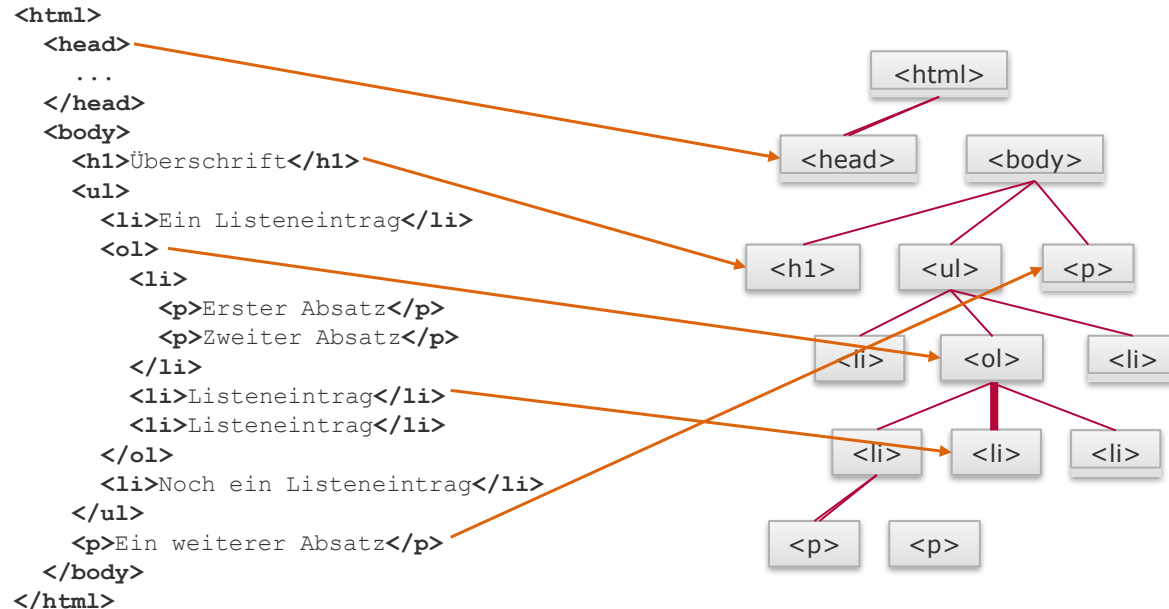 <html>
<head>
...
</head>
<body>
<h1>Überschrift</h1>
<ul>
<li>Ein Listeneintrag</li>
<ol>
<li>
<p>Erster Absatz</p>
<p>Zweiter Absatz</p>
</li>
<li>Listeneintrag</li>
<li>Listeneintrag</li>
</ol>
<li>Noch ein Listeneintrag</li>
</ul>
<p>Ein weiterer Absatz</p>
</body>
</html>
<html>
<head> <body>
<h1> <ul> <p>
<li> <ol> <li>
<li> <li> <li>
<p> <p>